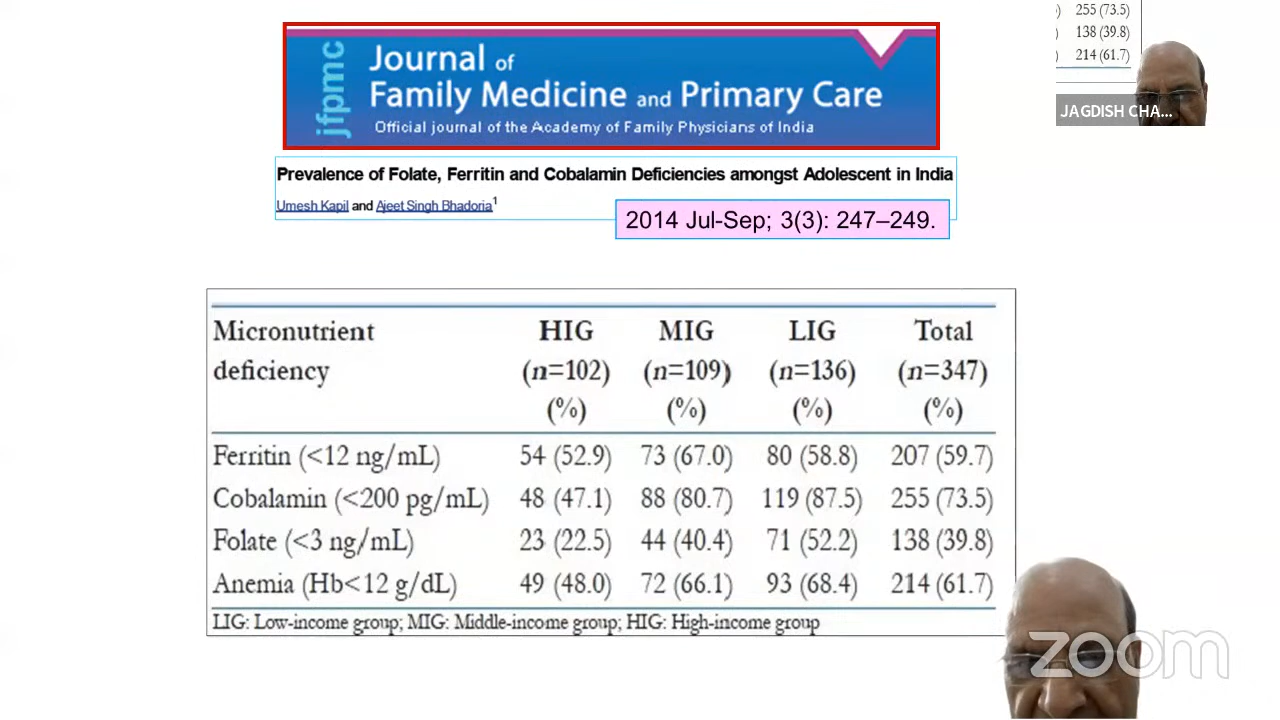 jfpmc
Journal of
Family Medicine and Primary Care
Official journal of the Academy of Family Physicians of India
Prevalence of Folate, Ferritin and Cobalamin Deficiencies amongst Adolescent in India
Umesh Kapil and Ajeet Singh Bhadoria1
2014 Jul-Sep; 3(3): 247–249.
) 255 (73.5)
) 138 (39.8)
) 214 (61.7)
JAGDISH CHA...
Micronutrient HIG MIG LIG Total
deficiency (n=102) (n=109) (n=136) (n=347)
(%) (%) (%) (%)
Ferritin (<12 ng/mL) 54 (52.9) 73 (67.0) 80 (58.8) 207 (59.7)
Cobalamin (<200 pg/mL) 48 (47.1) 88 (80.7) 119 (87.5) 255 (73.5)
Folate (<3 ng/mL) 23 (22.5) 44 (40.4) 71 (52.2) 138 (39.8)
Anemia (Hb<12 g/dL) 49 (48.0) 72 (66.1) 93 (68.4) 214 (61.7)
LIG: Low-income group; MIG: Middle-income group; HIG: High-income group
zoom